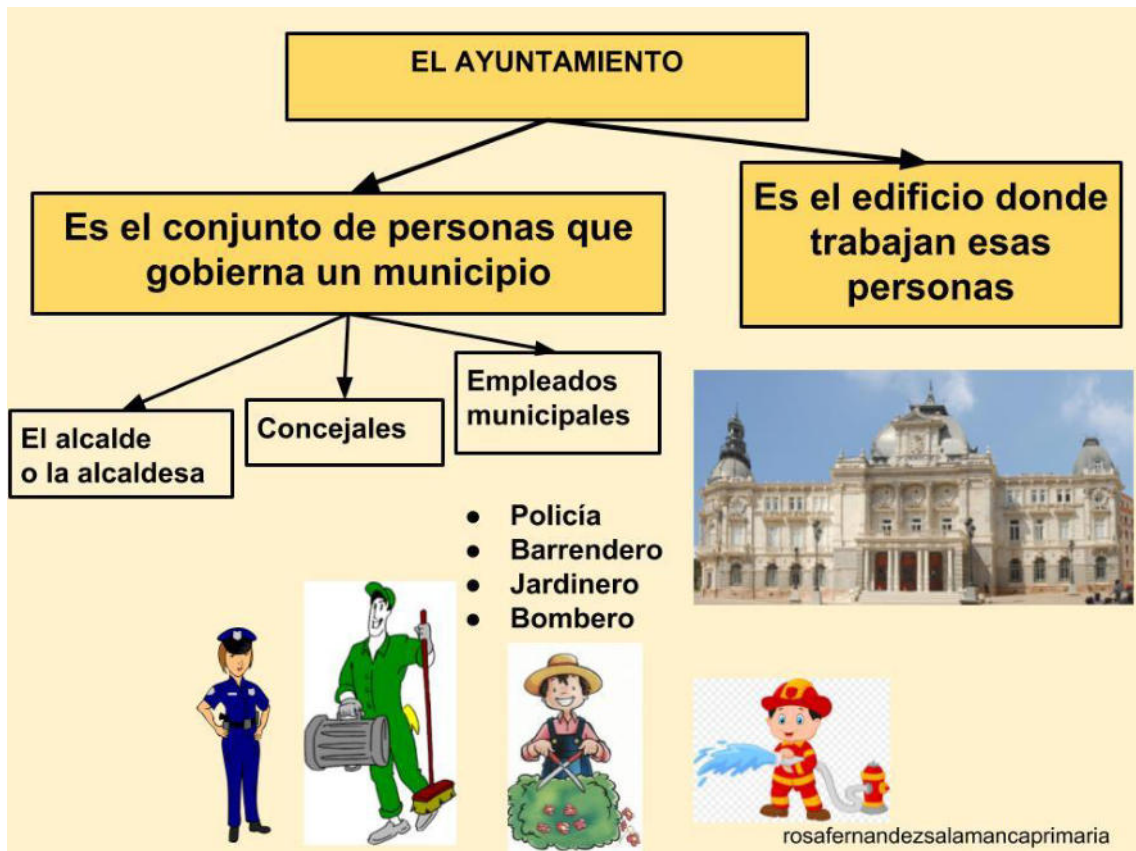 EL AYUNTAMIENTO
Es el conjunto de personas que
gobierna un municipio
Es el edificio donde
trabajan esas
personas
El alcalde
o la alcaldesa
Concejales
Empleados
municipales
● Policía
● Barrendero
● Jardinero
● Bombero
rosafernandezsalamancaprimaria